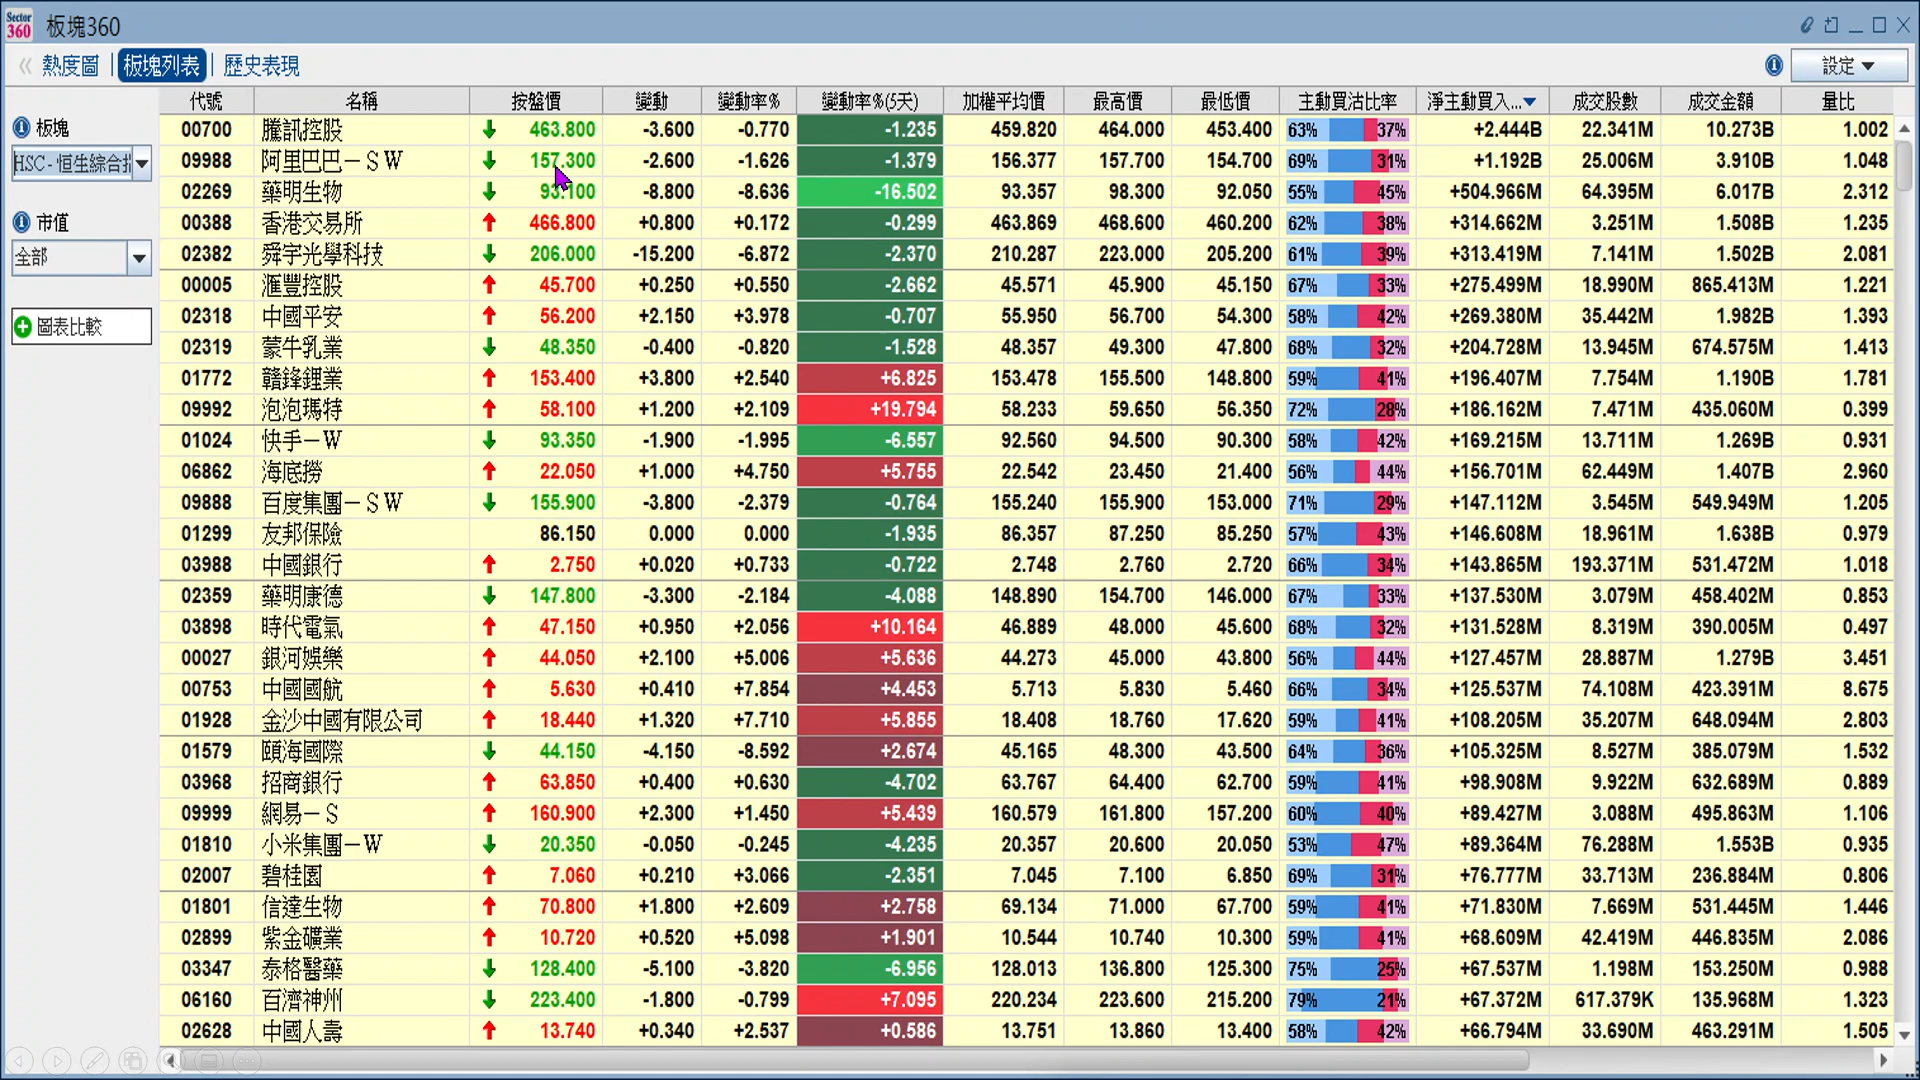 Sector 360 板塊360
熱度圖 板塊列表 歷史表現 設定
板塊
市值
全部
圖表比較
代號 名稱 按盤價 變動 變動率% 變動率%(5天) 加權平均價 最高價 最低價 主動買沽比率 淨主動買入... 成交股數 成交金額 量比
00700 騰訊控股 463.800 -3.600 -0.770 -1.235 459.820 464.000 453.400 63% 37% +2.444B 22.341M 10.273B 1.002
09988 阿里巴巴－ＳＷ 157.300 -2.600 -1.626 -1.379 156.377 157.700 154.700 69% 31% +1.192B 25.006M 3.910B 1.048
02269 藥明生物 93.100 -8.800 -8.636 -16.502 93.357 98.300 92.050 55% 45% +504.966M 64.395M 6.017B 2.312
00388 香港交易所 466.800 +0.800 +0.172 -0.299 463.869 468.600 460.200 62% 38% +314.662M 3.251M 1.508B 1.235
02382 舜宇光學科技 206.000 -15.200 -6.872 -2.370 210.287 223.000 205.200 61% 39% +313.419M 7.141M 1.502B 2.081
00005 滙豐控股 45.700 +0.250 +0.550 -2.662 45.571 45.900 45.150 67% 33% +275.499M 18.990M 865.413M 1.221
02318 中國平安 56.200 +2.150 +3.978 -0.707 55.950 56.700 54.300 58% 42% +269.380M 35.442M 1.982B 1.393
02319 蒙牛乳業 48.350 -0.400 -0.820 -1.528 48.357 49.300 47.800 68% 32% +204.728M 13.945M 674.575M 1.413
01772 贛鋒鋰業 153.400 +3.800 +2.540 +6.825 153.478 155.500 148.800 59% 41% +196.407M 7.754M 1.190B 1.781
09992 泡泡瑪特 58.100 +1.200 +2.109 +19.794 58.233 59.650 56.350 72% 28% +186.162M 7.471M 435.060M 0.399
01024 快手－Ｗ 93.350 -1.900 -1.995 -6.557 92.560 94.500 90.300 58% 42% +169.215M 13.711M 1.269B 0.931
06862 海底撈 22.050 +1.000 +4.750 +5.755 22.542 23.450 21.400 56% 44% +156.701M 62.449M 1.407B 2.960
09888 百度集團－ＳＷ 155.900 -3.800 -2.379 -0.764 155.240 155.900 153.000 71% 29% +147.112M 3.545M 549.949M 1.205
01299 友邦保險 86.150 0.000 0.000 -1.935 86.357 87.250 85.250 57% 43% +146.608M 18.961M 1.638B 0.979
03988 中國銀行 2.750 +0.020 +0.733 -0.722 2.748 2.760 2.720 66% 34% +143.865M 193.371M 531.472M 1.018
02359 藥明康德 147.800 -3.300 -2.184 -4.088 148.890 154.700 146.000 67% 33% +137.530M 3.079M 458.402M 0.853
03898 時代電氣 47.150 +0.950 +2.056 +10.164 46.889 48.000 45.600 68% 32% +131.528M 8.319M 390.005M 0.497
00027 銀河娛樂 44.050 +2.100 +5.006 +5.636 44.273 45.000 43.800 56% 44% +127.457M 28.887M 1.279B 3.451
00753 中國國航 5.630 +0.410 +7.854 +4.453 5.713 5.830 5.460 66% 34% +125.537M 74.108M 423.391M 8.675
01928 金沙中國有限公司 18.440 +1.320 +7.710 +5.855 18.408 18.760 17.620 59% 41% +108.205M 35.207M 648.094M 2.803
01579 頤海國際 44.150 -4.150 -8.592 +2.674 45.165 48.300 43.500 64% 36% +105.325M 8.527M 385.079M 1.532
03968 招商銀行 63.850 +0.400 +0.630 -4.702 63.767 64.400 62.700 59% 41% +98.908M 9.922M 632.689M 0.889
09999 網易－Ｓ 160.900 +2.300 +1.450 +5.439 160.579 161.800 157.200 60% 40% +89.427M 3.088M 495.863M 1.106
01810 小米集團－Ｗ 20.350 -0.050 -0.245 -4.235 20.357 20.600 20.050 53% 47% +89.364M 76.288M 1.553B 0.935
02007 碧桂園 7.060 +0.210 +3.066 -2.351 7.045 7.100 6.850 69% 31% +76.777M 33.713M 236.884M 0.806
01801 信達生物 70.800 +1.800 +2.609 +2.758 69.134 71.000 67.700 59% 41% +71.830M 7.669M 531.445M 1.446
02899 紫金礦業 10.720 +0.520 +5.098 +1.901 10.544 10.740 10.300 59% 41% +68.609M 42.419M 446.835M 2.086
03347 泰格醫藥 128.400 -5.100 -3.820 -6.956 128.013 136.800 125.300 75% 25% +67.537M 1.198M 153.250M 0.988
06160 百濟神州 223.400 -1.800 -0.799 +7.095 220.234 223.600 215.200 79% 21% +67.372M 617.379K 135.968M 1.323
02628 中國人壽 13.740 +0.340 +2.537 +0.586 13.751 13.860 13.400 58% 42% +66.794M 33.690M 463.291M 1.505